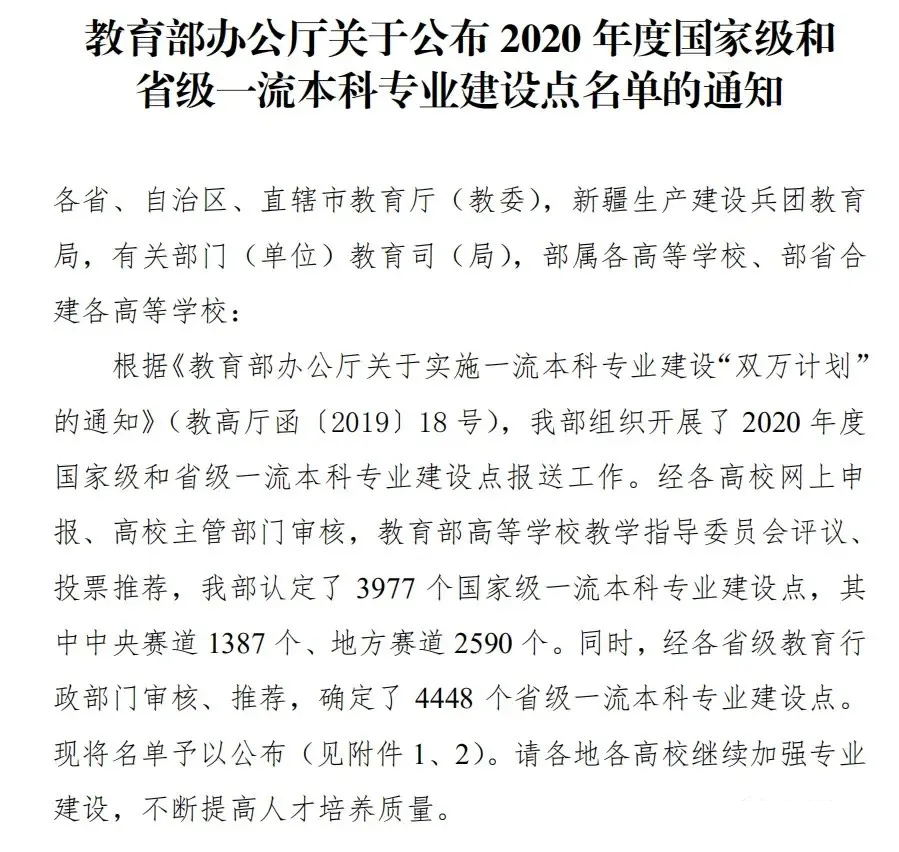 教育部办公厅关于公布 2020 年度国家级和
省级一流本科专业建设点名单的通知
各省、自治区、直辖市教育厅（教委），新疆生产建设兵团教育
局，有关部门（单位）教育司（局），部属各高等学校、部省合
建各高等学校：
根据《教育部办公厅关于实施一流本科专业建设“双万计划”
的通知》（教高厅函〔2019〕18 号），我部组织开展了 2020 年度
国家级和省级一流本科专业建设点报送工作。经各高校网上申
报、高校主管部门审核，教育部高等学校教学指导委员会评议、
投票推荐，我部认定了 3977 个国家级一流本科专业建设点，其
中中央赛道 1387 个、地方赛道 2590 个。同时，经各省级教育行
政部门审核、推荐，确定了 4448 个省级一流本科专业建设点。
现将名单予以公布（见附件 1、2）。请各地各高校继续加强专业
建设，不断提高人才培养质量。